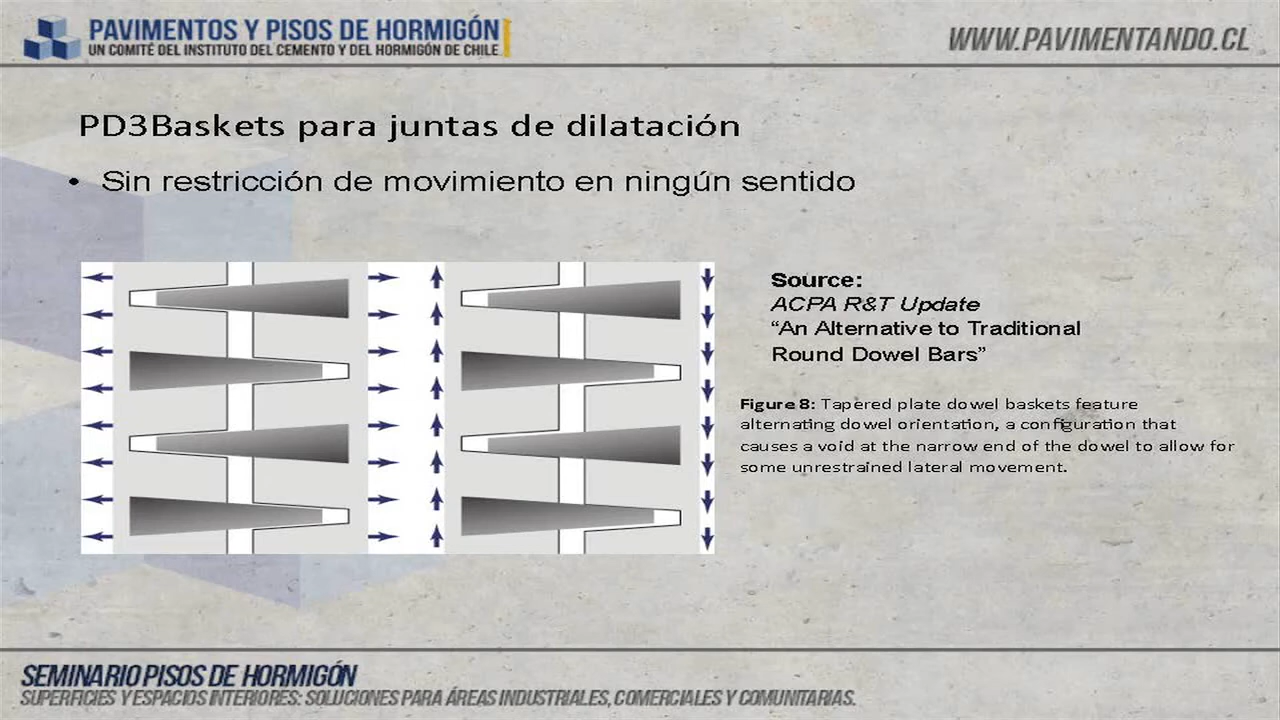 PAVIMENTOS Y PISOS DE HORMIGÓN
UN COMITÉ DEL INSTITUTO DEL CEMENTO Y DEL HORMIGÓN DE CHILE
WWW.PAVIMENTANDO.CL
PD3Baskets para juntas de dilatación
• Sin restricción de movimiento en ningún sentido
Source:
ACPA R&T Update
“An Alternative to Traditional
Round Dowel Bars”
Figure 8: Tapered plate dowel baskets feature
alternating dowel orientation, a configuration that
causes a void at the narrow end of the dowel to allow for
some unrestrained lateral movement.
SEMINARIO PISOS DE HORMIGÓN
SUPERFICIES Y ESPACIOS INTERIORES: SOLUCIONES PARA ÁREAS INDUSTRIALES, COMERCIALES Y COMUNITARIAS.